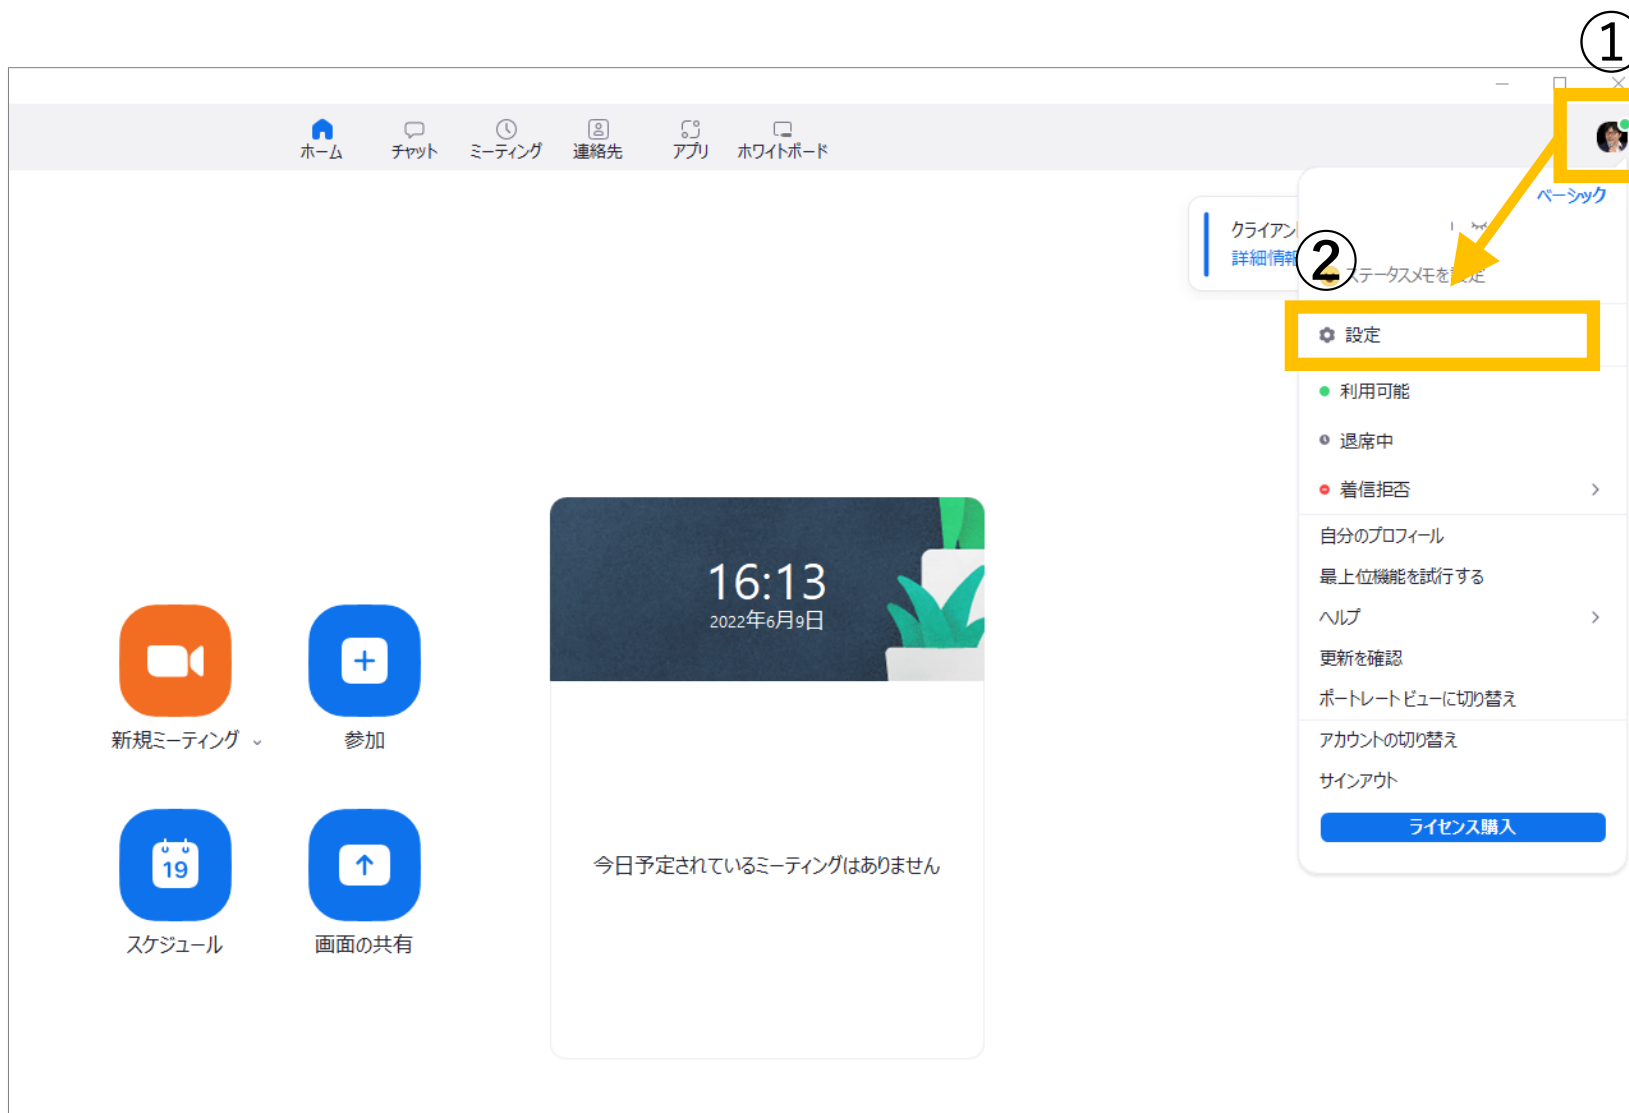 ①
ホーム
チャット
ミーティング
連絡先
アプリ
ホワイトボード
ベーシック
クライアン
詳細情報
②
ステータスメモを設定
設定
利用可能
退席中
着信拒否
自分のプロフィール
最上位機能を試行する
ヘルプ
更新を確認
ポートレートビューに切り替え
アカウントの切り替え
サインアウト
ライセンス購入
16:13
2022年6月9日
今日予定されているミーティングはありません
新規ミーティング
参加
19
スケジュール
画面の共有